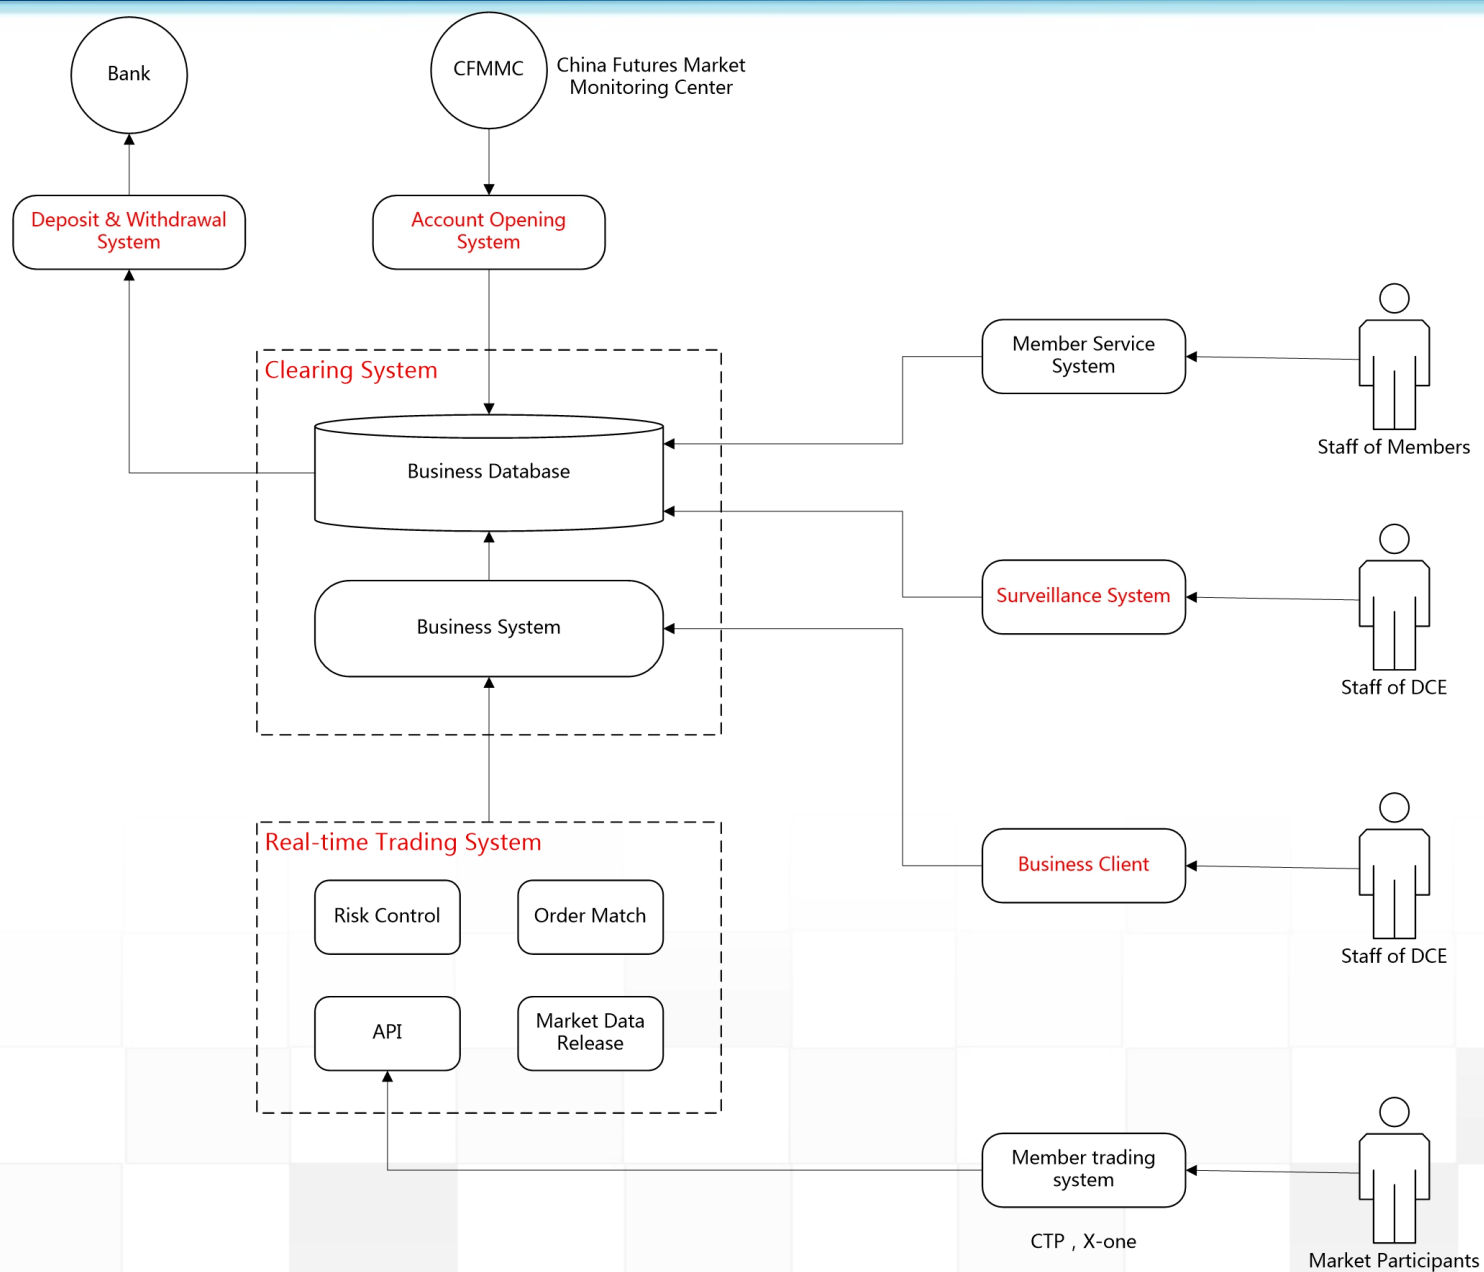 Bank
CFMMC
China Futures Market
Monitoring Center
Deposit & Withdrawal
System
Account Opening
System
Clearing System
Business Database
Business System
Member Service
System
Staff of Members
Surveillance System
Staff of DCE
Real-time Trading System
Risk Control
Order Match
API
Market Data
Release
Business Client
Staff of DCE
Member trading
system
CTP , X-one
Market Participants